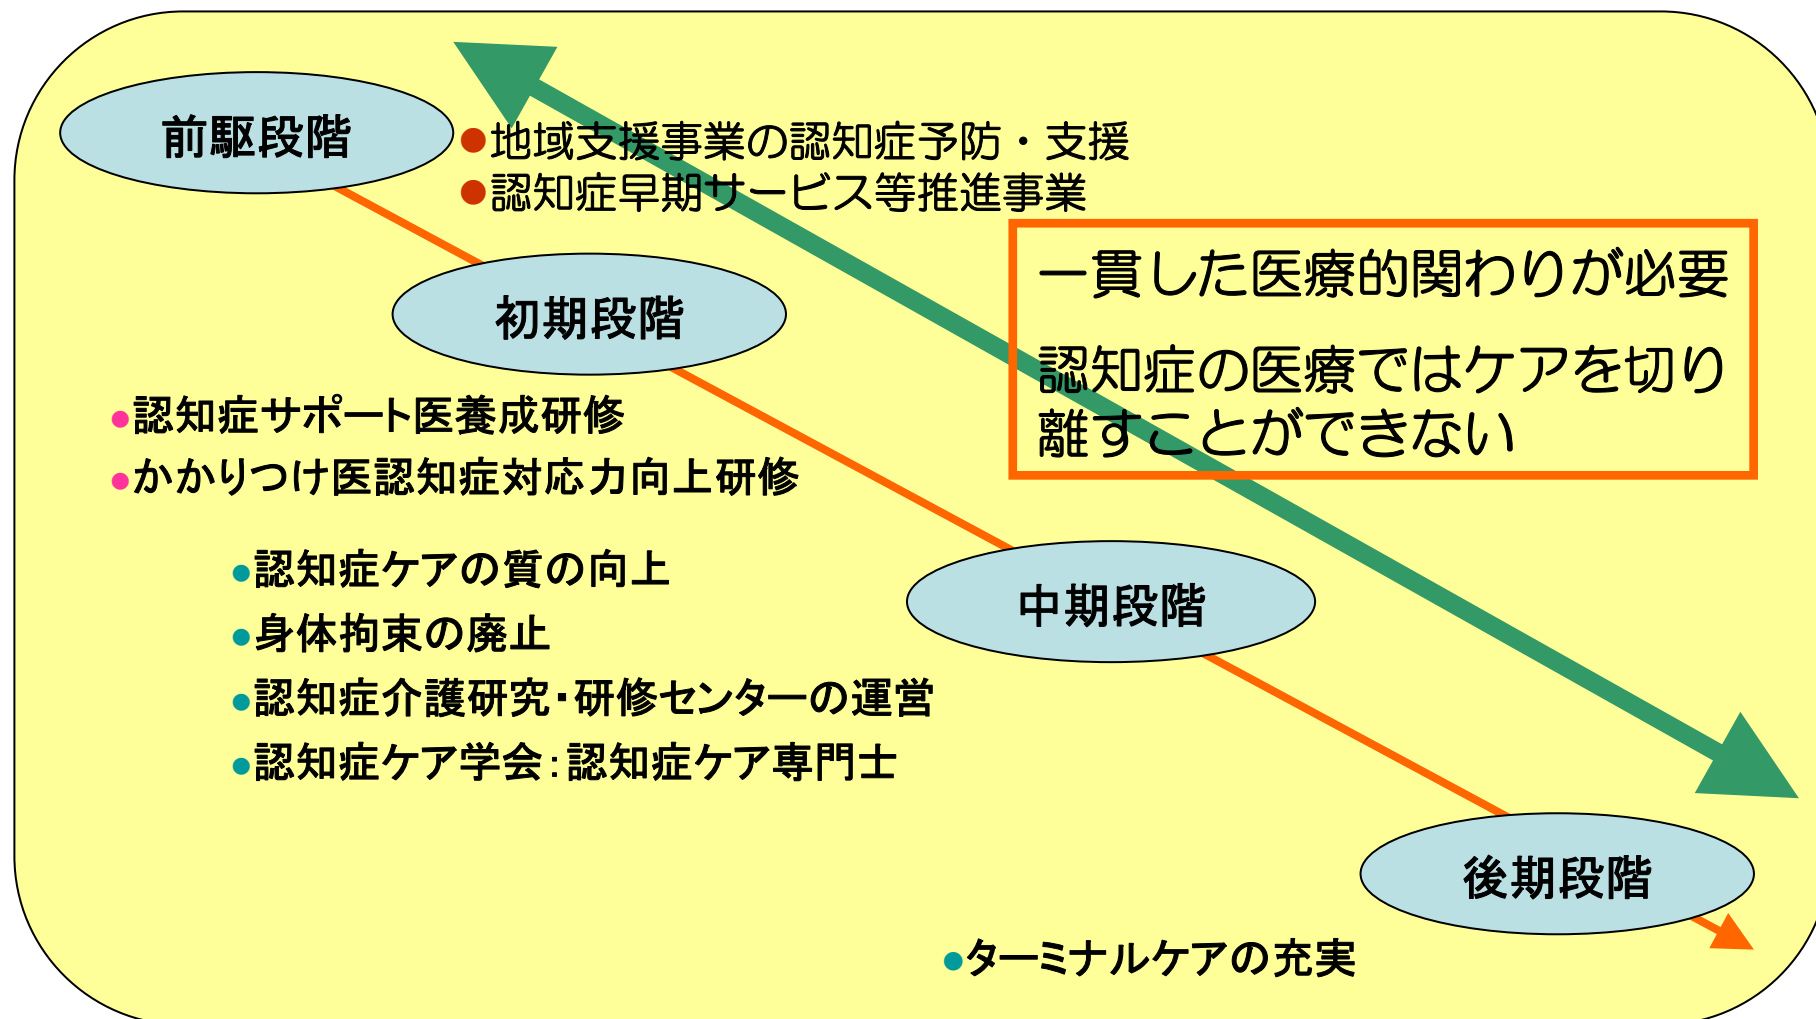 前駆段階
●地域支援事業の認知症予防・支援
●認知症早期サービス等推進事業
一貫した医療的関わりが必要
認知症の医療ではケアを切り
離すことができない
初期段階
●認知症サポート医養成研修
●かかりつけ医認知症対応力向上研修
●認知症ケアの質の向上
●身体拘束の廃止
●認知症介護研究・研修センターの運営
●認知症ケア学会：認知症ケア専門士
中期段階
後期段階
●ターミナルケアの充実